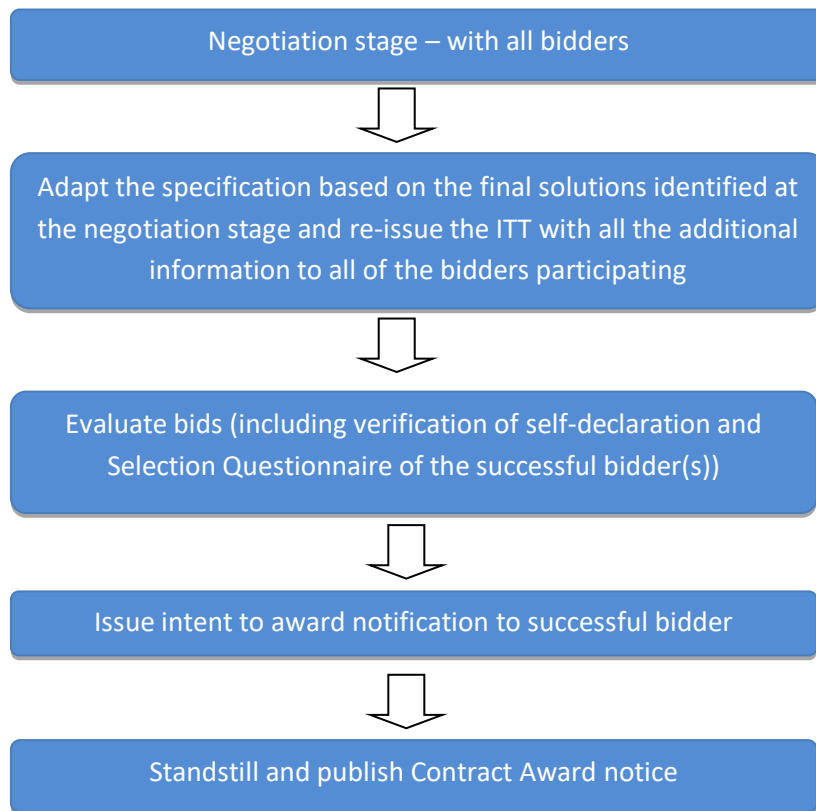 Negotiation stage – with all bidders
Adapt the specification based on the final solutions identified at
the negotiation stage and re-issue the ITT with all the additional
information to all of the bidders participating
Evaluate bids (including verification of self-declaration and
Selection Questionnaire of the successful bidder(s))
Issue intent to award notification to successful bidder
Standstill and publish Contract Award notice